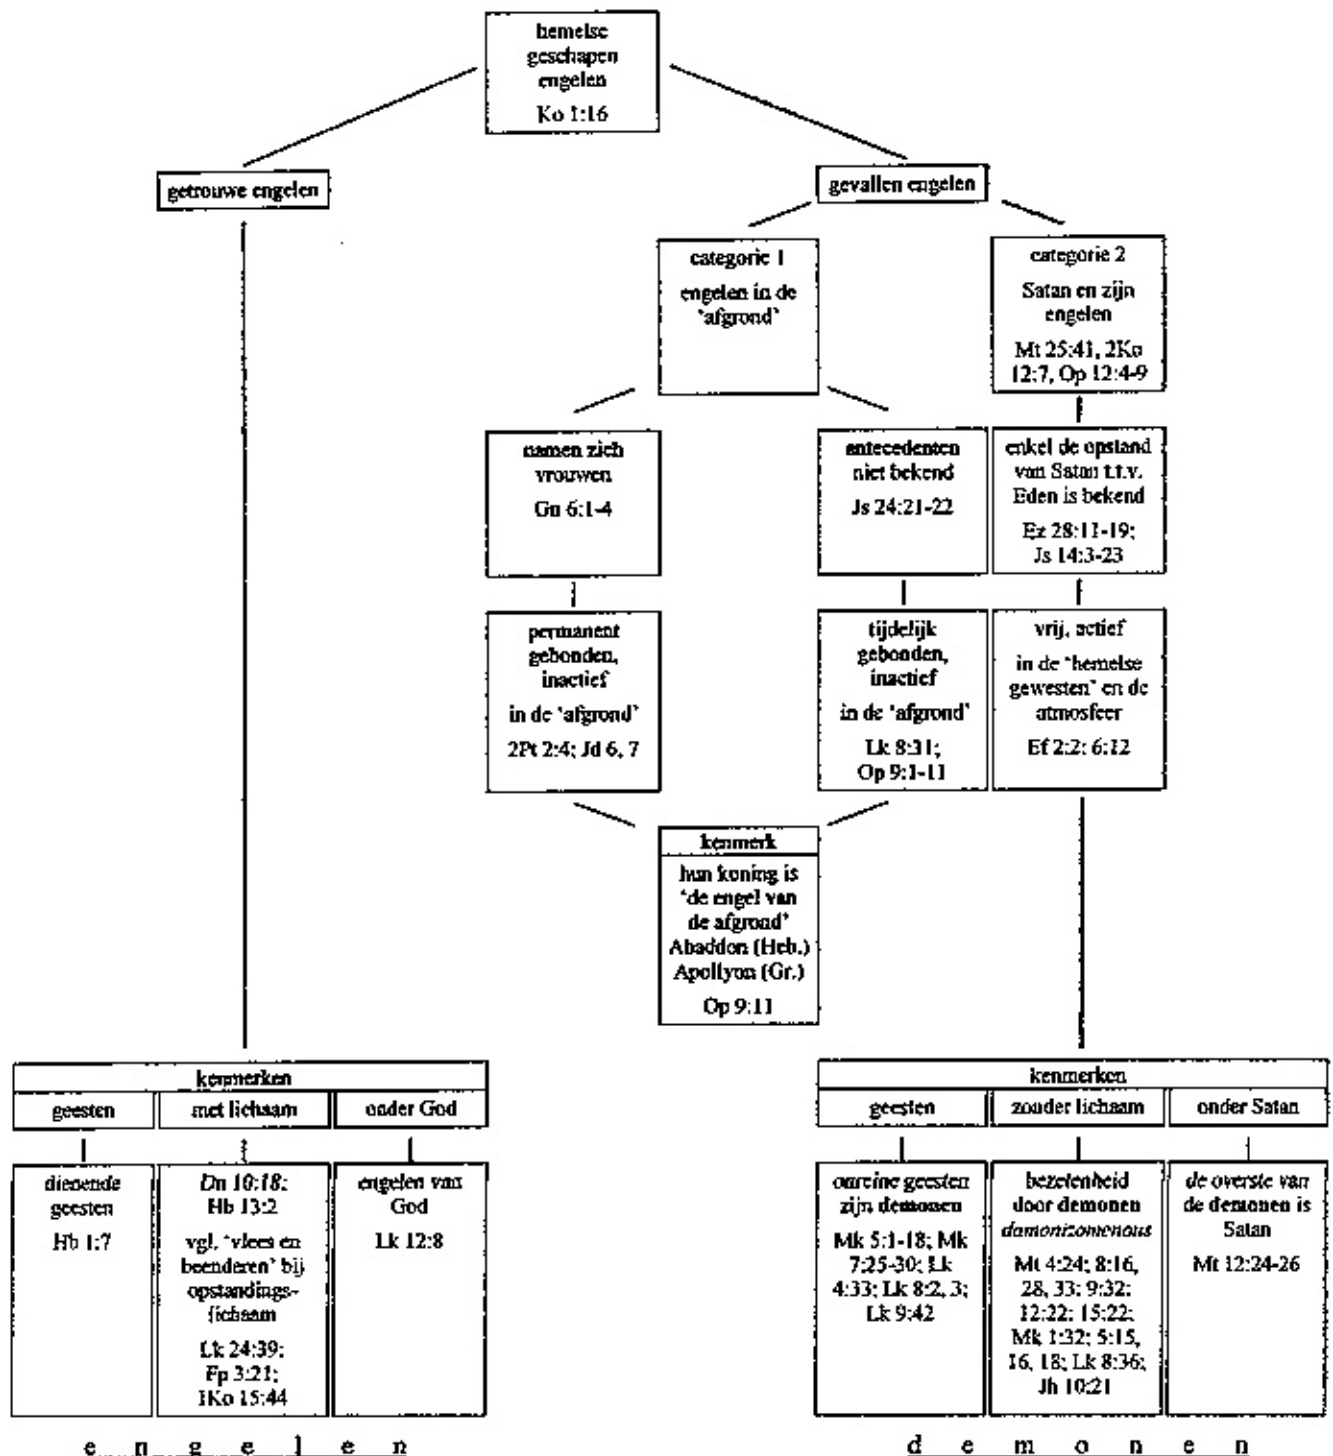 hemelse
geschapen
engelen
Ko 1:16
getrouwe engelen
gevallen engelen
categorie 1
engelen in de
‘afgrond’
categorie 2
Satan en zijn
engelen
Mt 25:41, 2Ko
12:7, Op 12:4-9
namen zich
vrouwen
Gn 6:1-4
antecedenten
niet bekend
Js 24:21-22
enkel de opstand
van Satan t.t.v.
Eden is bekend
Ez 28:11-19;
Js 14:3-23
permanent
gebonden,
inactief
in de ‘afgrond’
2Pt 2:4; Jd 6, 7
tijdelijk
gebonden,
inactief
in de ‘afgrond’
Lk 8:31;
Op 9:1-11
vrij, actief
in de ‘hemelse
gewesten’ en de
atmosfeer
Ef 2:2; 6:12
kenmerk
hun koning is
‘de engel van
de afgrond’
Abaddon (Heb.)
Apollyon (Gr.)
Op 9:11
kenmerken
geesten
met lichaam
onder God
dienende
geesten
Hb 1:7
Dn 10:18;
Hb 13:2
vgl. ‘vlees en
beenderen’ bij
opstandings-
lichaam
Lk 24:39;
Fp 3:21;
1Ko 15:44
engelen van
God
Lk 12:8
kenmerken
geesten
zonder lichaam
onder Satan
onreine geesten
zijn demonen
Mk 5:1-18; Mk
7:25-30; Lk
4:33; Lk 8:2, 3;
Lk 9:42
bezetenheid
door demonen
damonizomenous
Mt 4:24; 8:16,
28, 33; 9:32;
12:22; 15:22;
Mk 1:32; 5:15,
16, 18; Lk 8:36;
Jh 10:21
de overste van
de demonen is
Satan
Mt 12:24-26
e n g e l e n
d e m o n e n